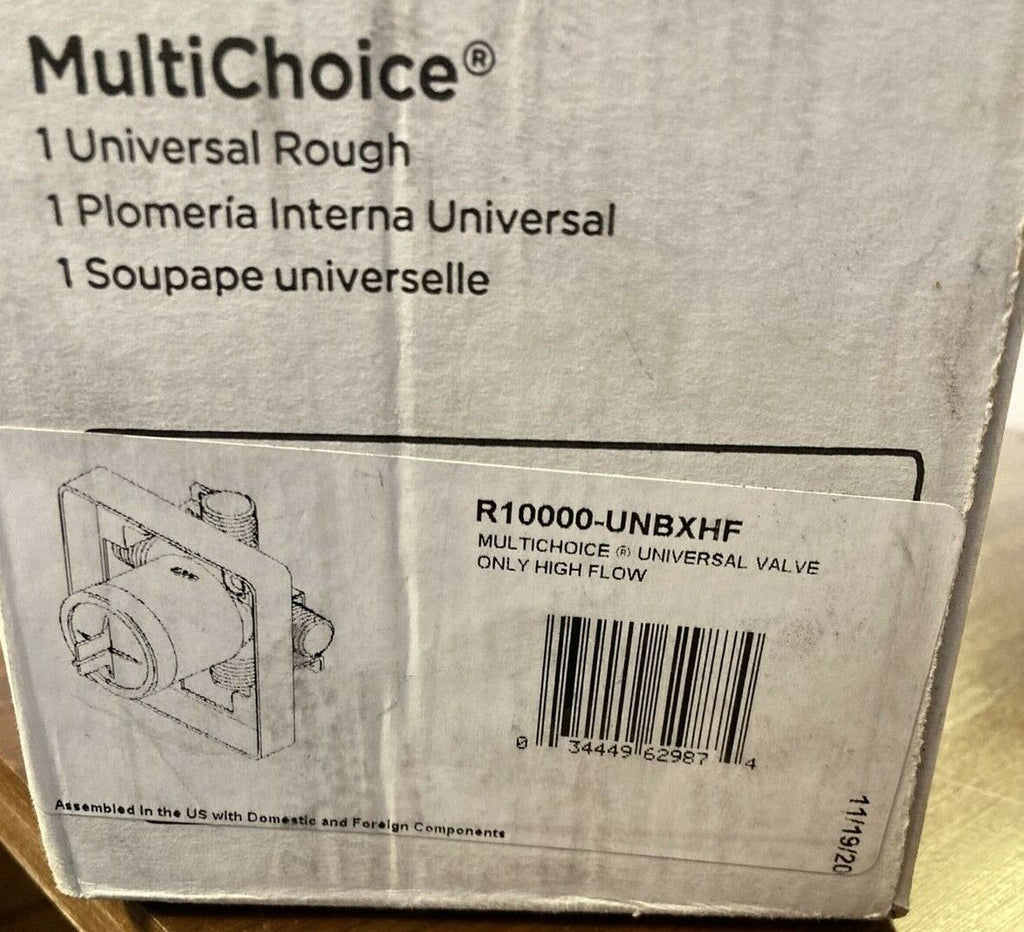 MultiChoice®
1 Universal Rough
1 Plomería Interna Universal
1 Soupape universelle
R10000-UNBXHF
MULTICHOICE ® UNIVERSAL VALVE
ONLY HIGH FLOW
0 34449 62987 4
Assembled in the US with Domestic and Foreign Components
11/19/20